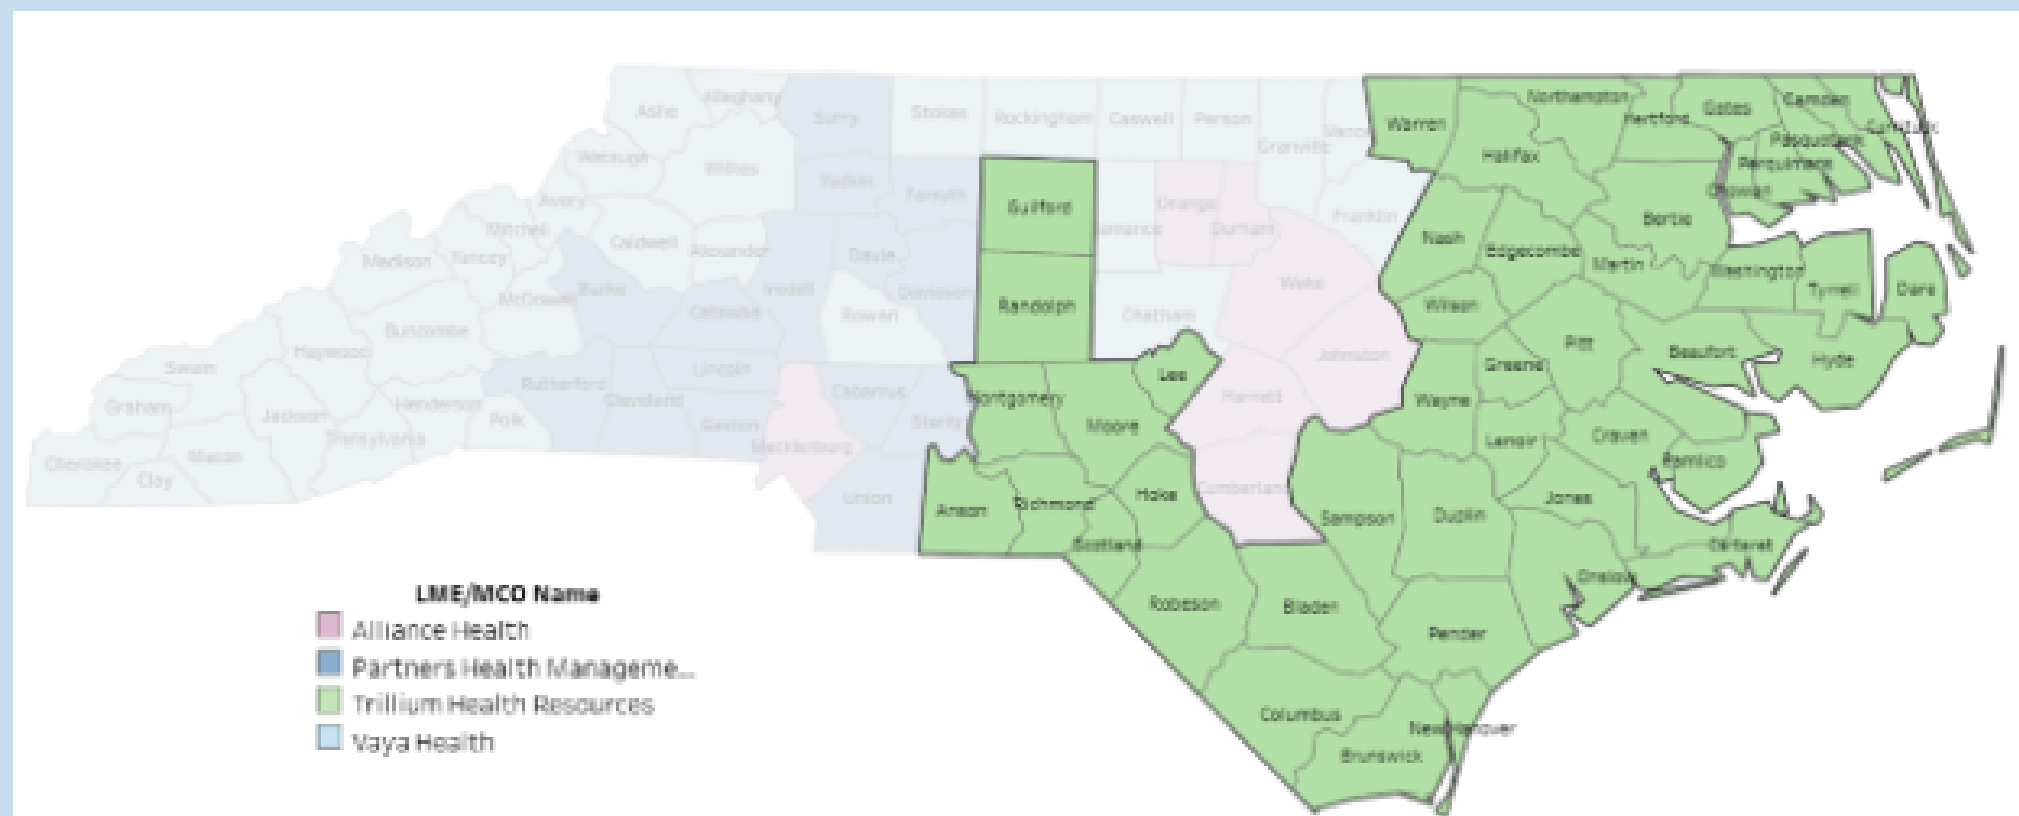 Ashe
Alleghany
Surry
Stokes
Rockingham
Caswell
Person
Granville
Warren
Northampton
Hertford
Gates
Camden
Pasquotank
Perquimans
Chowan
Halifax
Watauga
Wilkes
Yadkin
Forsyth
Guilford
Orange
Durham
Franklin
Nash
Edgecombe
Bertie
Martin
Avery
Mitchell
Yancey
Madison
Caldwell
Alexander
Davie
Iredell
Davidson
Randolph
Wake
Wilson
Washington
Tyrrell
Dare
McDowell
Burke
Catawba
Rowan
Chatham
Buncombe
Haywood
Swain
Johnston
Greene
Pitt
Beaufort
Hyde
Rutherford
Lincoln
Cleveland
Gaston
Cabarrus
Stanly
Montgomery
Moore
Lee
Harnett
Wayne
Lenoir
Craven
Pamlico
Graham
Jackson
Henderson
Polk
Transylvania
Macon
Cherokee
Clay
Mecklenburg
Union
Anson
Richmond
Hoke
Scotland
Cumberland
Sampson
Duplin
Jones
Carteret
Onslow
Robeson
Bladen
Pender
Columbus
New Hanover
Brunswick
LME/MCO Name
Alliance Health
Partners Health Manageme...
Trillium Health Resources
Vaya Health